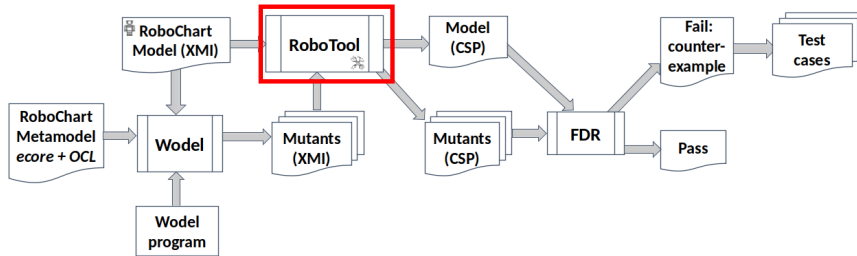 RoboChart
Model (XMI)
RoboTool
Model
(CSP)
Fail:
counter-
example
Test
cases
RoboChart
Metamodel
ecore + OCL
Wodel
Mutants
(XMI)
Mutants
(CSP)
FDR
Pass
Wodel
program